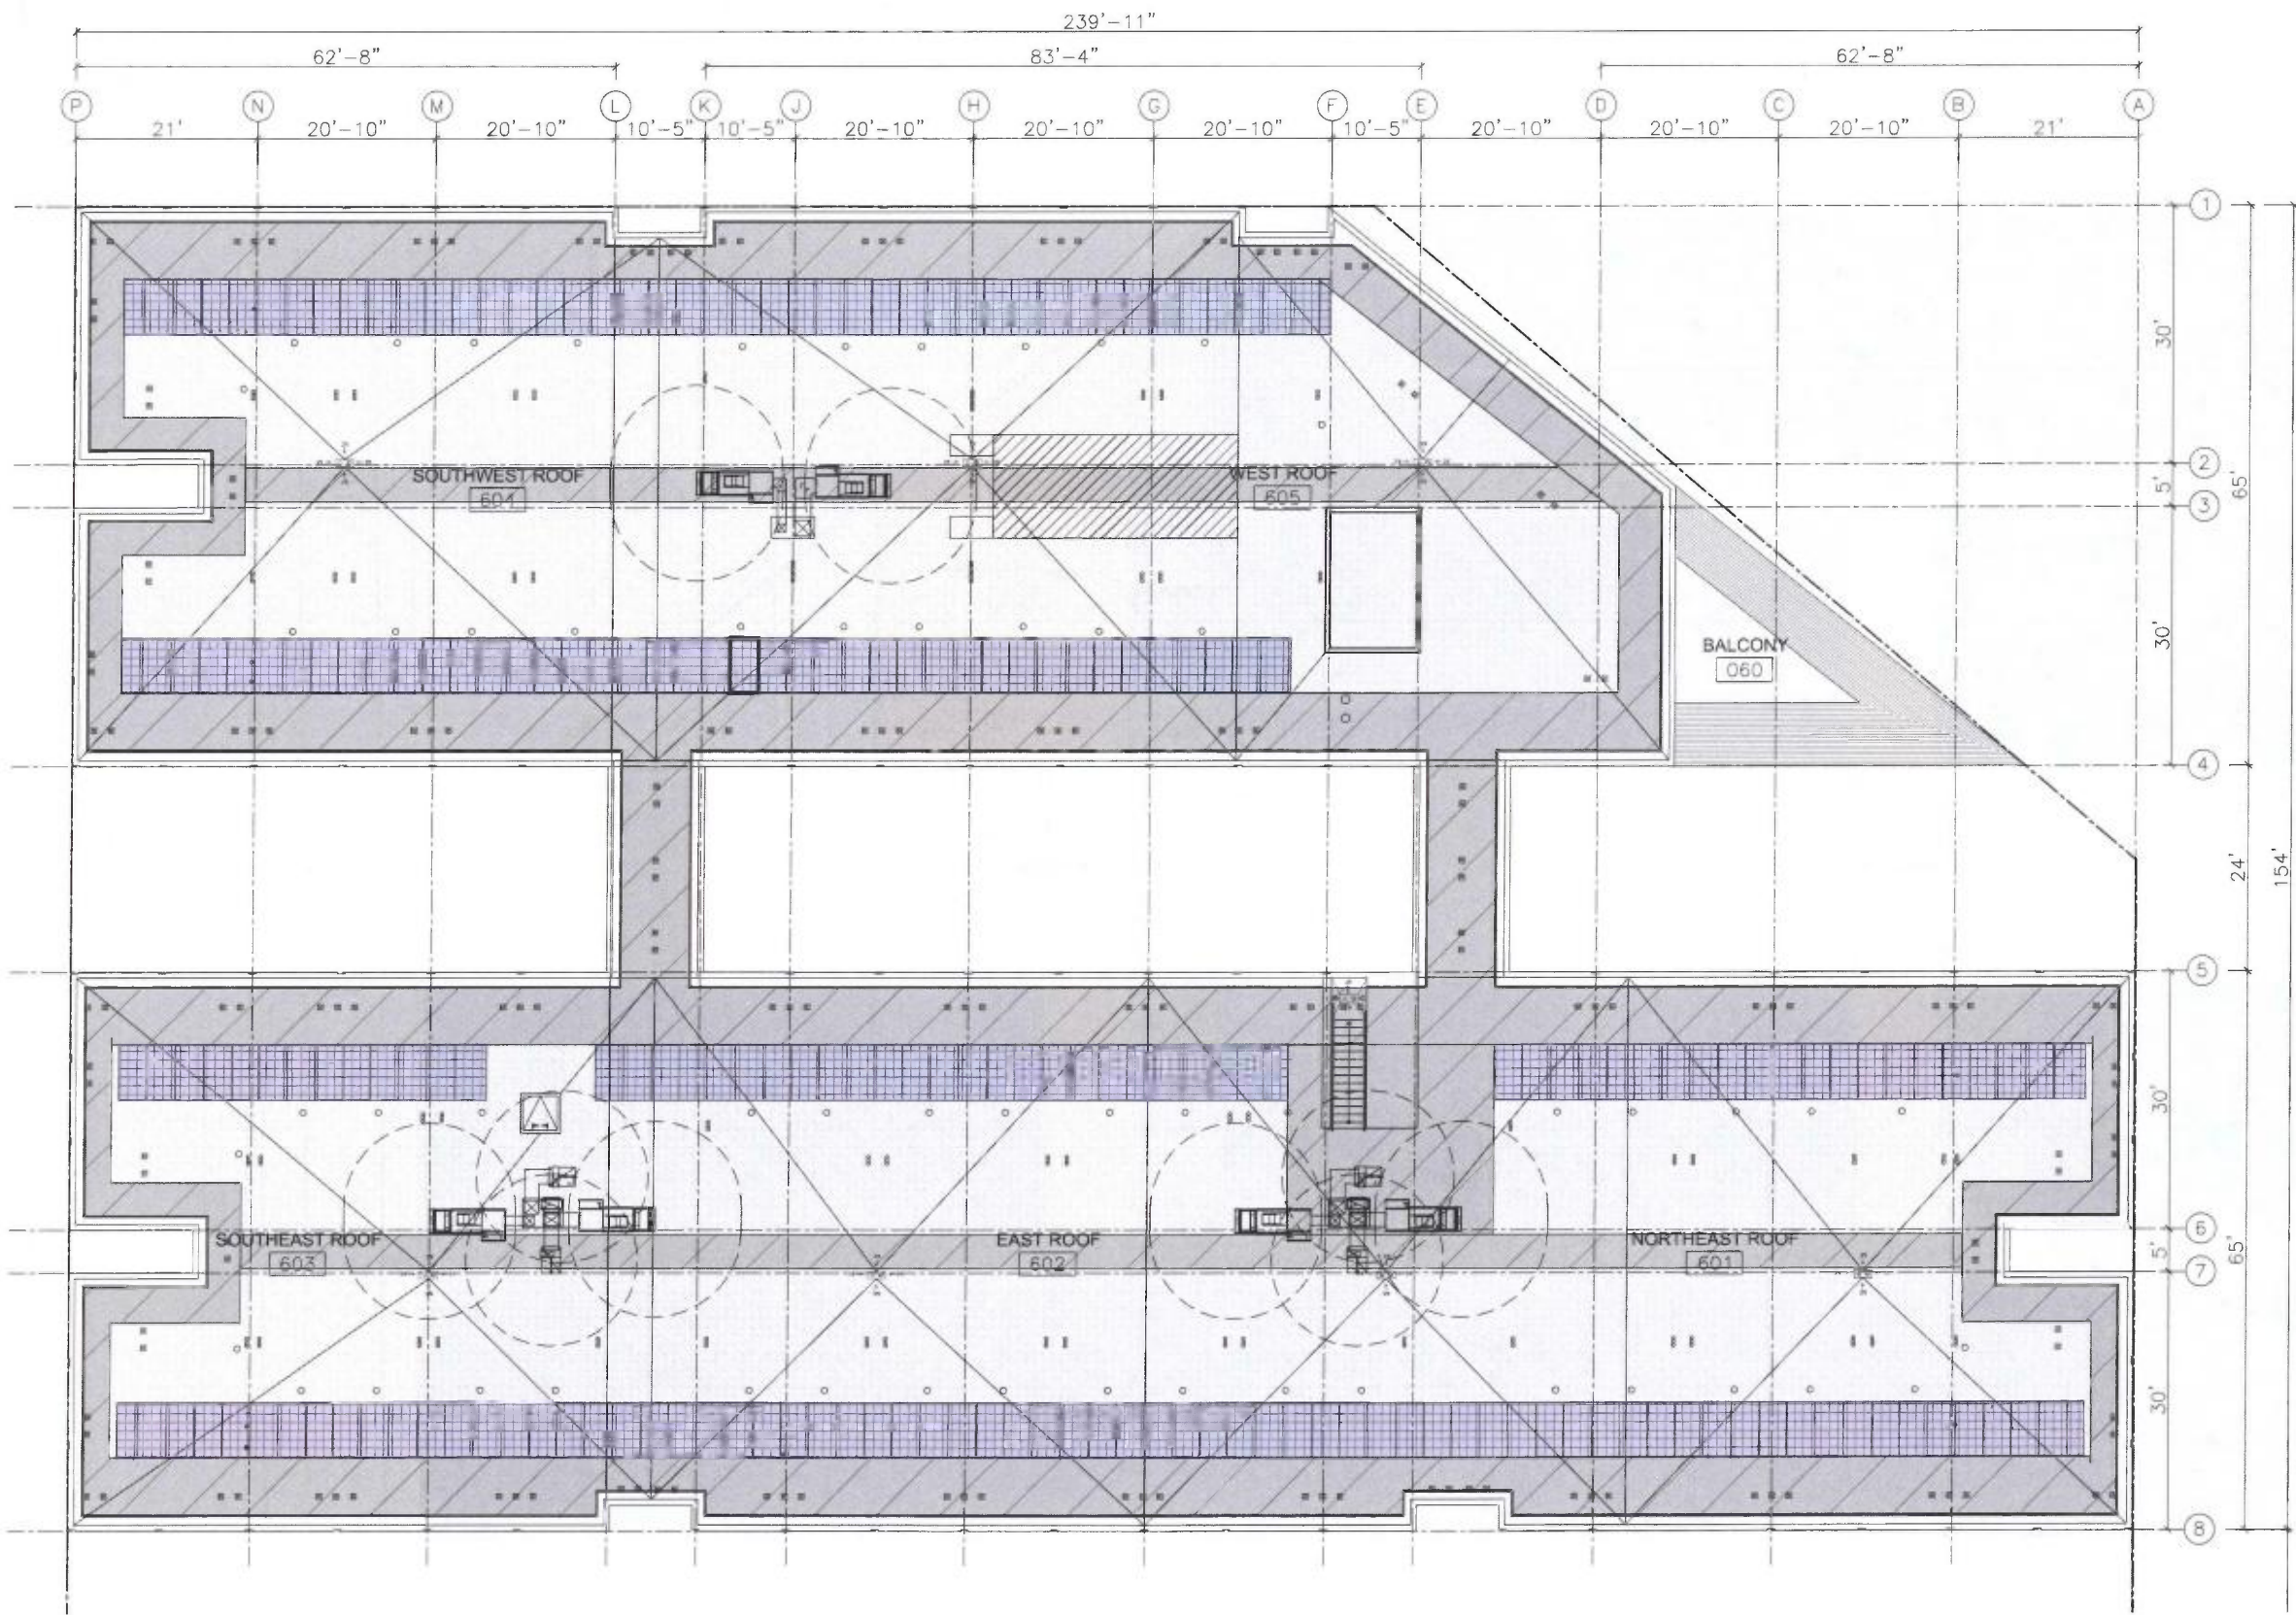 239'-11"
62'-8" 83'-4" 62'-8"
P N M L K J H G F E D C B A
21' 20'-10" 20'-10" 10'-5" 10'-5" 20'-10" 20'-10" 20'-10" 10'-5" 20'-10" 20'-10" 20'-10" 21'
1
30'
2
SOUTHWEST ROOF WEST ROOF
604 605
5' 65'
3
30'
BALCONY
060
4
24'
154'
5
30'
6
SOUTHEAST ROOF EAST ROOF NORTHEAST ROOF
603 602 601
5' 65'
7
30'
8